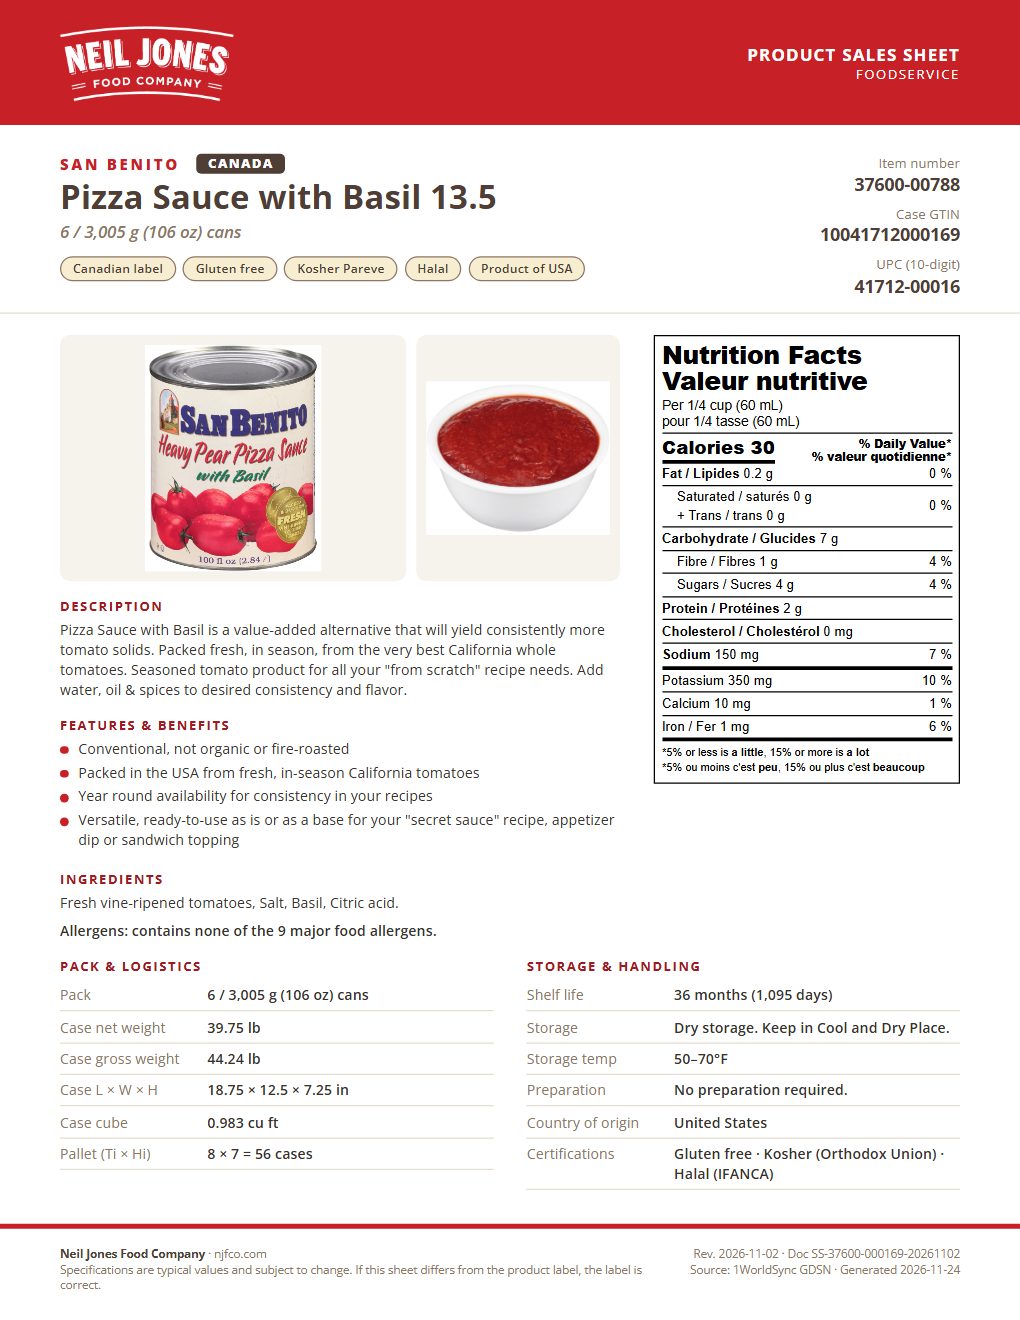 NEIL JONES
FOOD COMPANY
PRODUCT SALES SHEET
FOODSERVICE
SAN BENITO CANADA
Pizza Sauce with Basil 13.5
6 / 3,005 g (106 oz) cans
Canadian label Gluten free Kosher Pareve Halal Product of USA
Item number
37600-00788
Case GTIN
10041712000169
UPC (10-digit)
41712-00016
SAN BENITO
Heavy Pear Pizza Sauce
with Basil
FRESH
100 fl oz (2.84 l)
Nutrition Facts
Valeur nutritive
Per 1/4 cup (60 mL)
pour 1/4 tasse (60 mL)
Calories 30 % Daily Value*
% valeur quotidienne*
Fat / Lipides 0.2 g 0 %
Saturated / saturés 0 g
+ Trans / trans 0 g 0 %
Carbohydrate / Glucides 7 g
Fibre / Fibres 1 g 4 %
Sugars / Sucres 4 g 4 %
Protein / Protéines 2 g
Cholesterol / Cholestérol 0 mg
Sodium 150 mg 7 %
Potassium 350 mg 10 %
Calcium 10 mg 1 %
Iron / Fer 1 mg 6 %
*5% or less is a little, 15% or more is a lot
*5% ou moins c'est peu, 15% ou plus c'est beaucoup
DESCRIPTION
Pizza Sauce with Basil is a value-added alternative that will yield consistently more
tomato solids. Packed fresh, in season, from the very best California whole
tomatoes. Seasoned tomato product for all your "from scratch" recipe needs. Add
water, oil & spices to desired consistency and flavor.
FEATURES & BENEFITS
Conventional, not organic or fire-roasted
Packed in the USA from fresh, in-season California tomatoes
Year round availability for consistency in your recipes
Versatile, ready-to-use as is or as a base for your "secret sauce" recipe, appetizer
dip or sandwich topping
INGREDIENTS
Fresh vine-ripened tomatoes, Salt, Basil, Citric acid.
Allergens: contains none of the 9 major food allergens.
PACK & LOGISTICS
Pack 6 / 3,005 g (106 oz) cans
Case net weight 39.75 lb
Case gross weight 44.24 lb
Case L × W × H 18.75 × 12.5 × 7.25 in
Case cube 0.983 cu ft
Pallet (Ti × Hi) 8 × 7 = 56 cases
STORAGE & HANDLING
Shelf life 36 months (1,095 days)
Storage Dry storage. Keep in Cool and Dry Place.
Storage temp 50–70°F
Preparation No preparation required.
Country of origin United States
Certifications Gluten free · Kosher (Orthodox Union) ·
Halal (IFANCA)
Neil Jones Food Company · njfco.com
Specifications are typical values and subject to change. If this sheet differs from the product label, the label is
correct.
Rev. 2026-11-02 · Doc SS-37600-000169-20261102
Source: 1WorldSync GDSN · Generated 2026-11-24